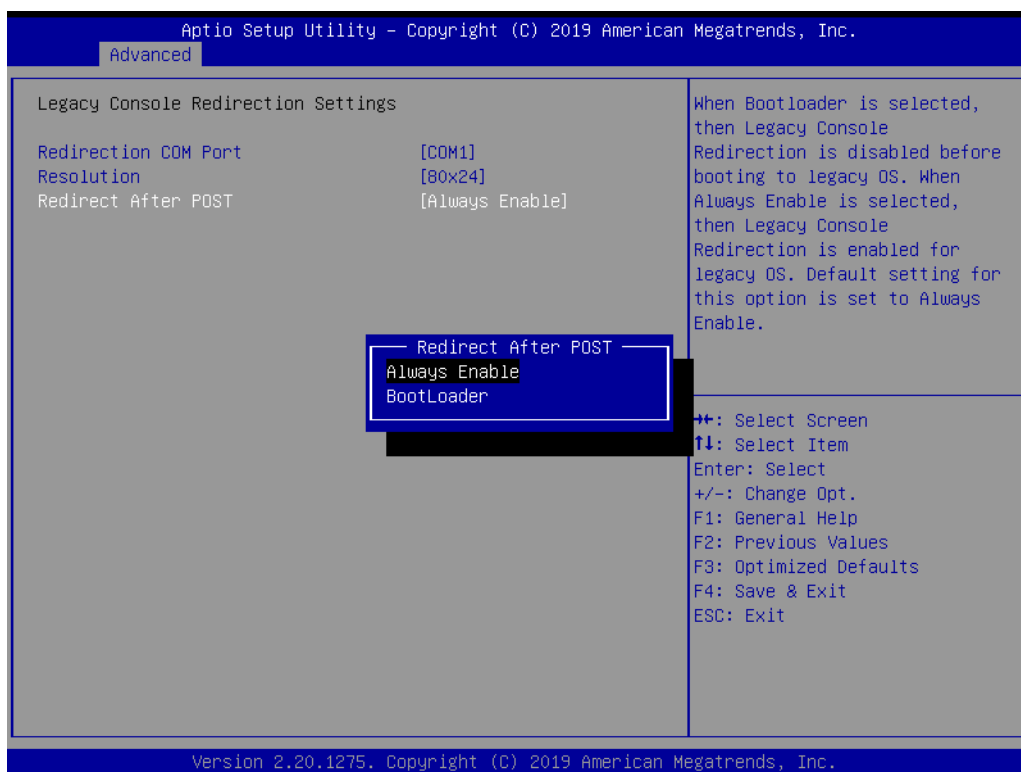 Aptio Setup Utility – Copyright (C) 2019 American Megatrends, Inc.
Advanced
Legacy Console Redirection Settings
Redirection COM Port [COM1]
Resolution [80x24]
Redirect After POST [Always Enable]
When Bootloader is selected,
then Legacy Console
Redirection is disabled before
booting to legacy OS. When
Always Enable is selected,
then Legacy Console
Redirection is enabled for
legacy OS. Default setting for
this option is set to Always
Enable.
Redirect After POST
Always Enable
BootLoader
→←: Select Screen
↑↓: Select Item
Enter: Select
+/-: Change Opt.
F1: General Help
F2: Previous Values
F3: Optimized Defaults
F4: Save & Exit
ESC: Exit
Version 2.20.1275. Copyright (C) 2019 American Megatrends, Inc.